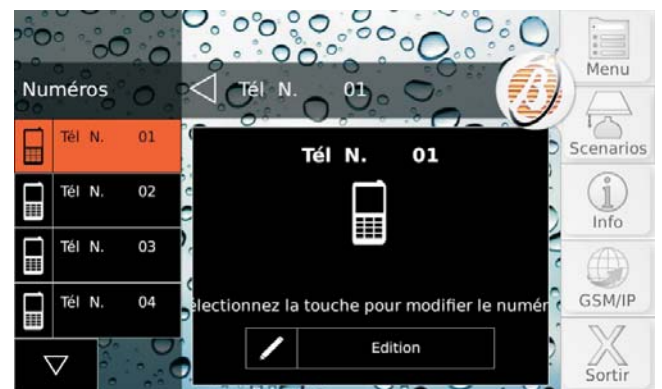 Numéros
Tél N. 01
Menu
Tél N. 01
Tél N. 01
Scenarios
Tél N. 02
Info
Tél N. 03
électionnez la touche pour modifier le numér
Tél N. 04
GSM/IP
Edition
Sortir